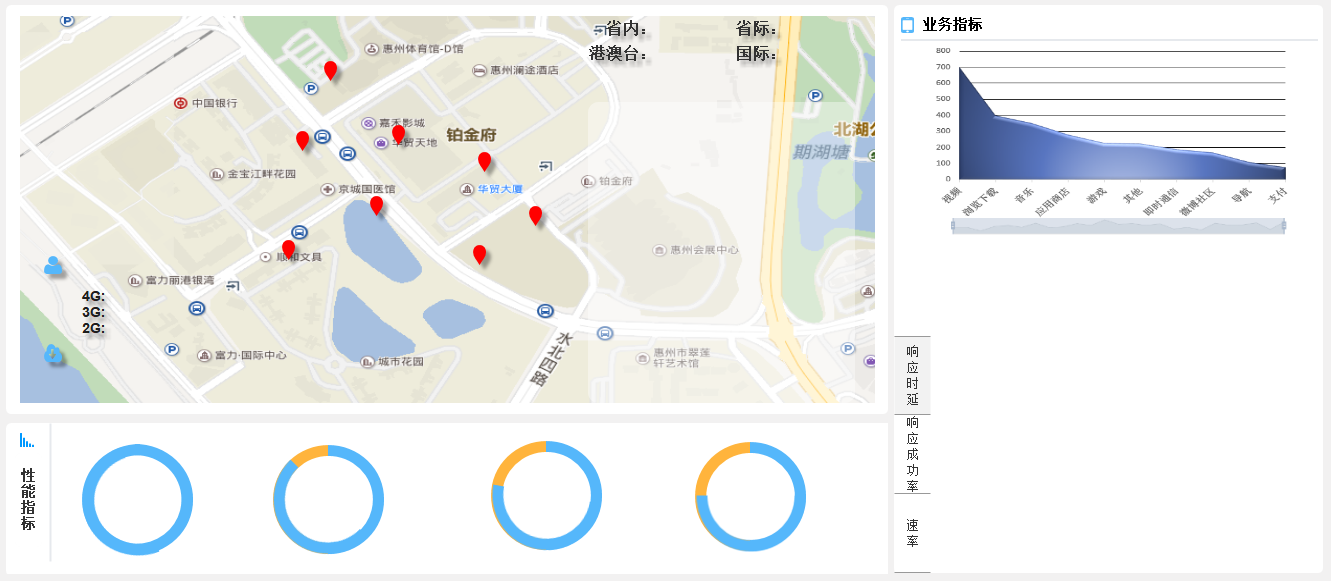 P
惠州体育馆-D馆
惠州澜途酒店
省内:
省际:
港澳台:
国际:
P
P
中国银行
嘉禾影城
华贸天地
铂金府
北湖公
期湖塘
金宝江畔花园
京城国医馆
华贸大厦
铂金府
顺和文具
惠州会展中心
富力丽港银湾
4G:
3G:
2G:
P
富力·国际中心
城市花园
水北四路
惠州市翠莲
轩艺术馆
P
性能指标
业务指标
800
700
600
500
400
300
200
100
0
视频
浏览下载
音乐
应用商店
游戏
其他
即时通信
微博社区
导航
支付
响应时延
响应成功率
速率